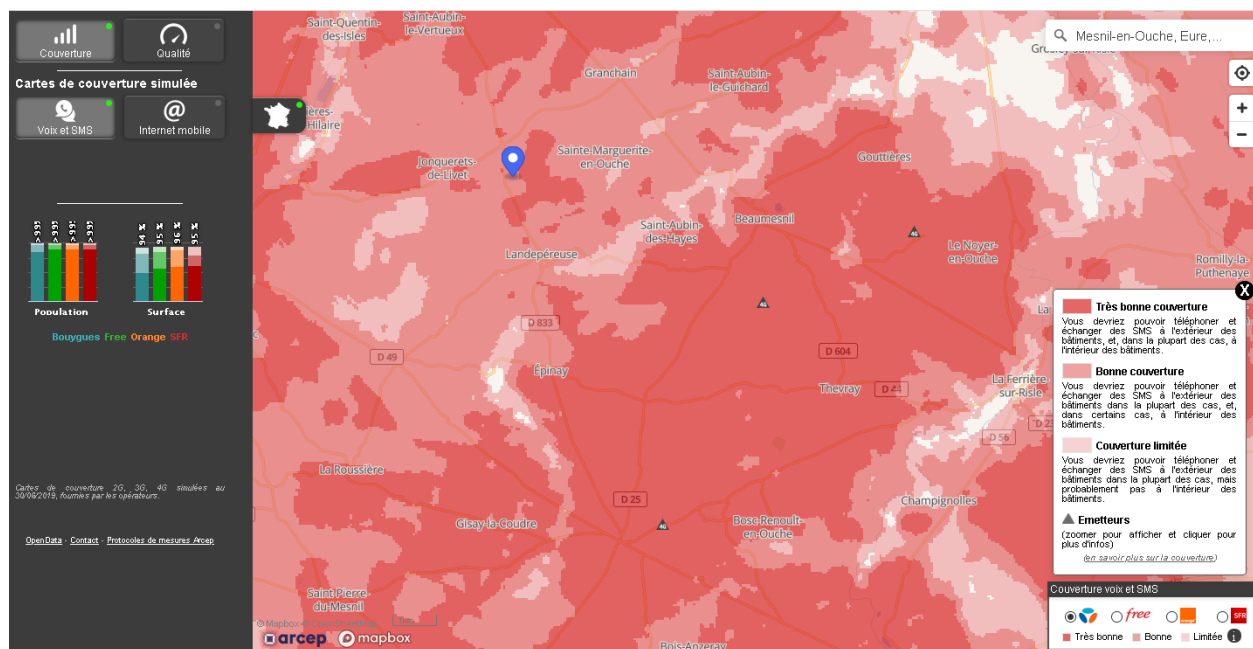 Couverture
Qualité
Cartes de couverture simulée
Voix et SMS
@
Internet mobile
94 %
95 %
96 %
95 %
Population
Surface
Bouygues Free Orange SFR
Cartes de couverture 2G, 3G, 4G simulées au
30/06/2019, fournies par les opérateurs.
OpenData - Contact - Protocoles de mesures Arcep
Saint-Quentin-
des-Isles
Saint-Aubin-
le-Vertueux
Mesnil-en-Ouche, Eure,...
Granchain
Saint-Aubin-
le-Guichard
+
−
Jonquerets-
de-Livet
Sainte-Marguerite-
en-Ouche
Gouttières
Saint-Aubin-
des-Hayes
Beaumesnil
4G
Landepéreuse
Le Noyer-
en-Ouche
Romilly-la-
Puthenaye
4G
D 833
D 49
D 604
Épinay
Thevray
D 44
La Ferrière
sur-Risle
D 56
La Roussière
D 25
Champignolles
Gisay-la-Coudre
4G
Bosc-Renoult-
en-Ouche
Saint-Pierre-
du-Mesnil
© Mapbox © OpenStreetMap
arcep
mapbox
Bois-Anzeray
X
Très bonne couverture
Vous devriez pouvoir téléphoner et
échanger des SMS à l'extérieur des
bâtiments, et, dans la plupart des cas, à
l'intérieur des bâtiments.
Bonne couverture
Vous devriez pouvoir téléphoner et
échanger des SMS à l'extérieur des
bâtiments dans la plupart des cas, et,
dans certains cas, à l'intérieur des
bâtiments.
Couverture limitée
Vous devriez pouvoir téléphoner et
échanger des SMS à l'extérieur des
bâtiments dans la plupart des cas, mais
probablement pas à l'intérieur des
bâtiments.
Emetteurs
(zoomer pour afficher et cliquer pour
plus d'infos)
(en savoir plus sur la couverture)
Couverture voix et SMS
free
orange
SFR
Très bonne
Bonne
Limitée
i